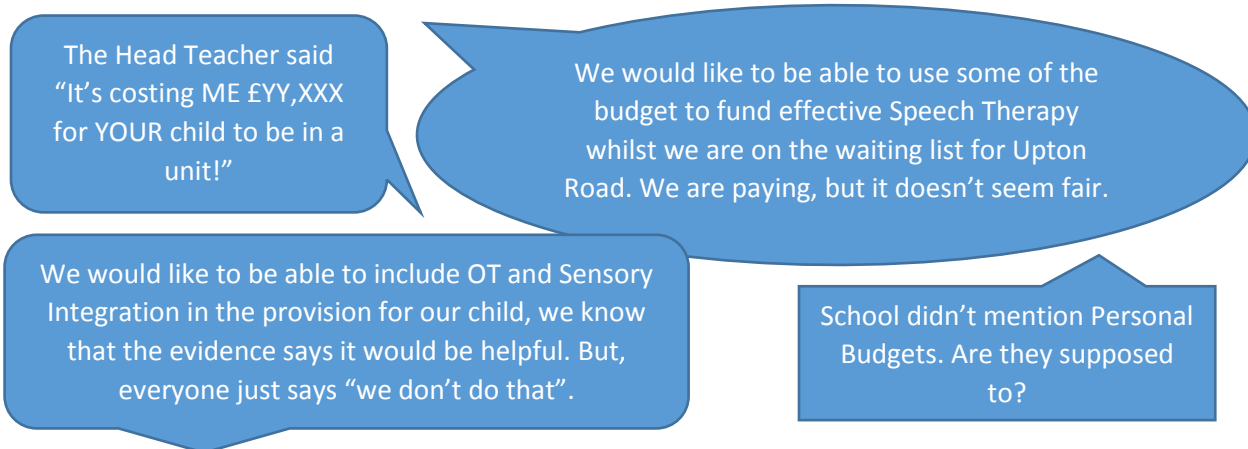 The Head Teacher said
“It’s costing ME £YY,XXX
for YOUR child to be in a
unit!”
We would like to be able to use some of the
budget to fund effective Speech Therapy
whilst we are on the waiting list for Upton
Road. We are paying, but it doesn’t seem fair.
We would like to be able to include OT and Sensory
Integration in the provision for our child, we know
that the evidence says it would be helpful. But,
everyone just says “we don’t do that”.
School didn’t mention Personal
Budgets. Are they supposed
to?